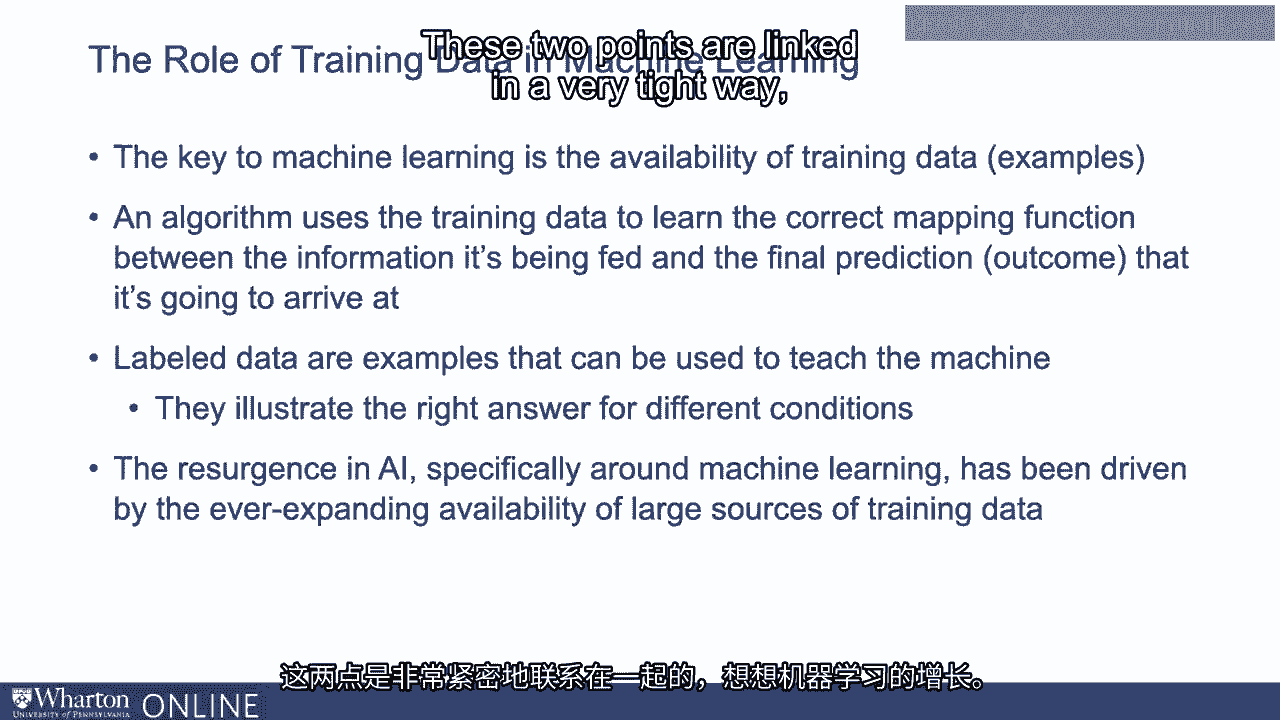 The Role of Training Data in Machine Learning
These two points are linked
in a very tight way,
• The key to machine learning is the availability of training data (examples)
• An algorithm uses the training data to learn the correct mapping function
between the information it's being fed and the final prediction (outcome) that
it's going to arrive at
• Labeled data are examples that can be used to teach the machine
• They illustrate the right answer for different conditions
• The resurgence in AI, specifically around machine learning, has been driven
by the ever-expanding availability of large sources of training data
这两点是非常紧密地联系在一起的，想想机器学习的增长。
Wharton ONLINE
UNIVERSITY of PENNSYLVANIA